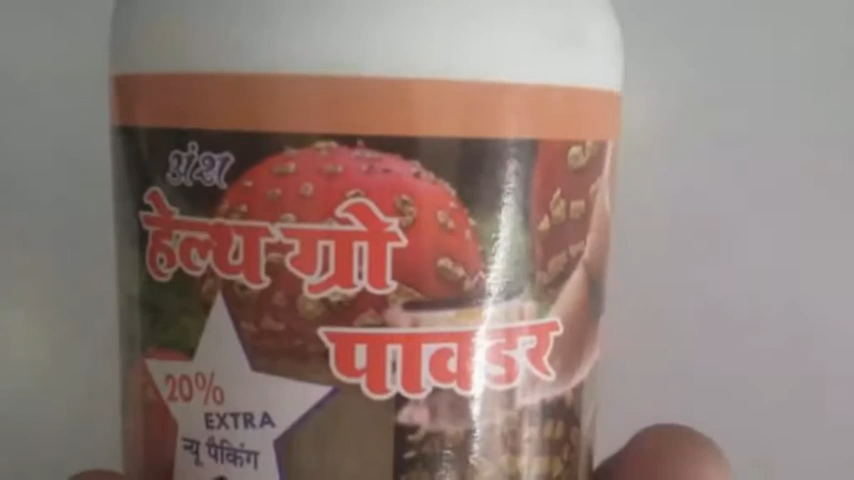 अंश
हेल्थ ग्रो
पावडर
20%
EXTRA
न्यू पैकिंग